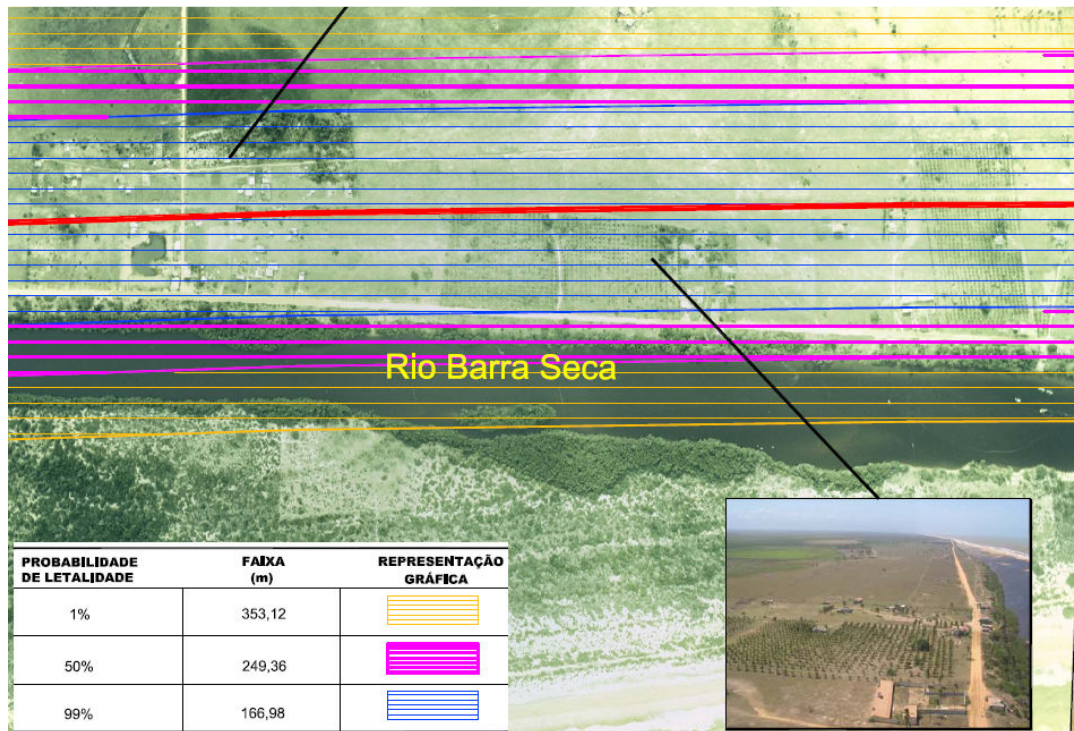 Rio Barra Seca
PROBABILIDADE
DE LETALIDADE
FAIXA
(m)
REPRESENTAÇÃO
GRÁFICA
1%
353,12
50%
249,36
99%
166,98